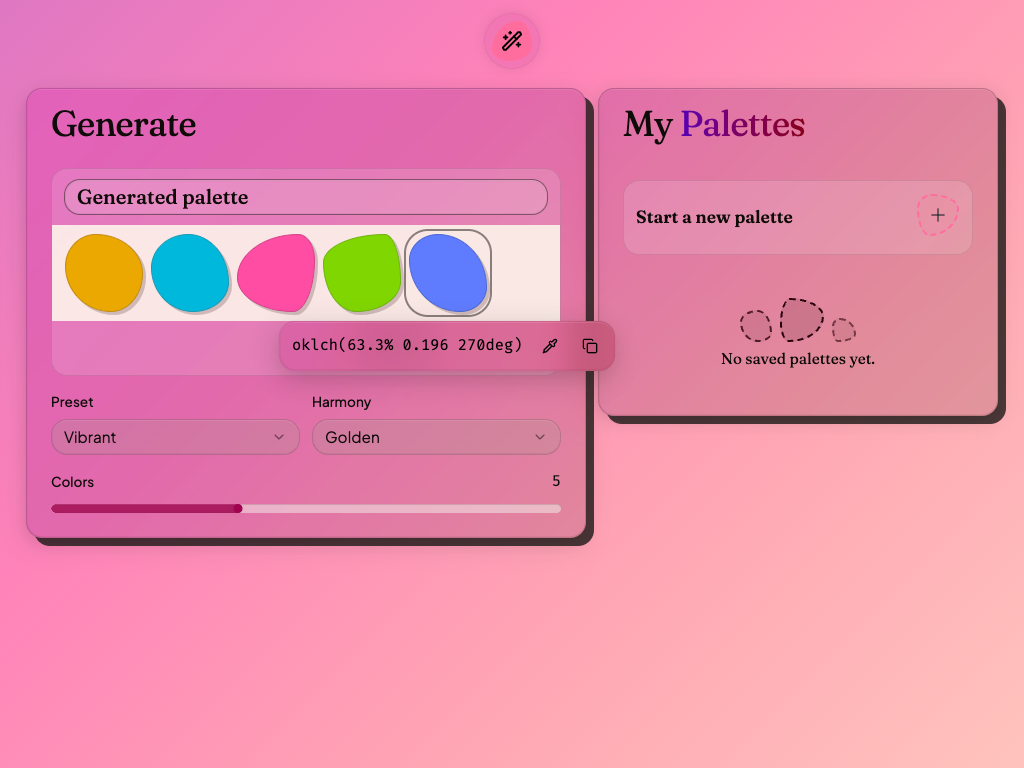 Generate
Generated palette
oklch(63.3% 0.196 270deg)
Preset
Harmony
Vibrant
Golden
Colors
5
My Palettes
Start a new palette
No saved palettes yet.